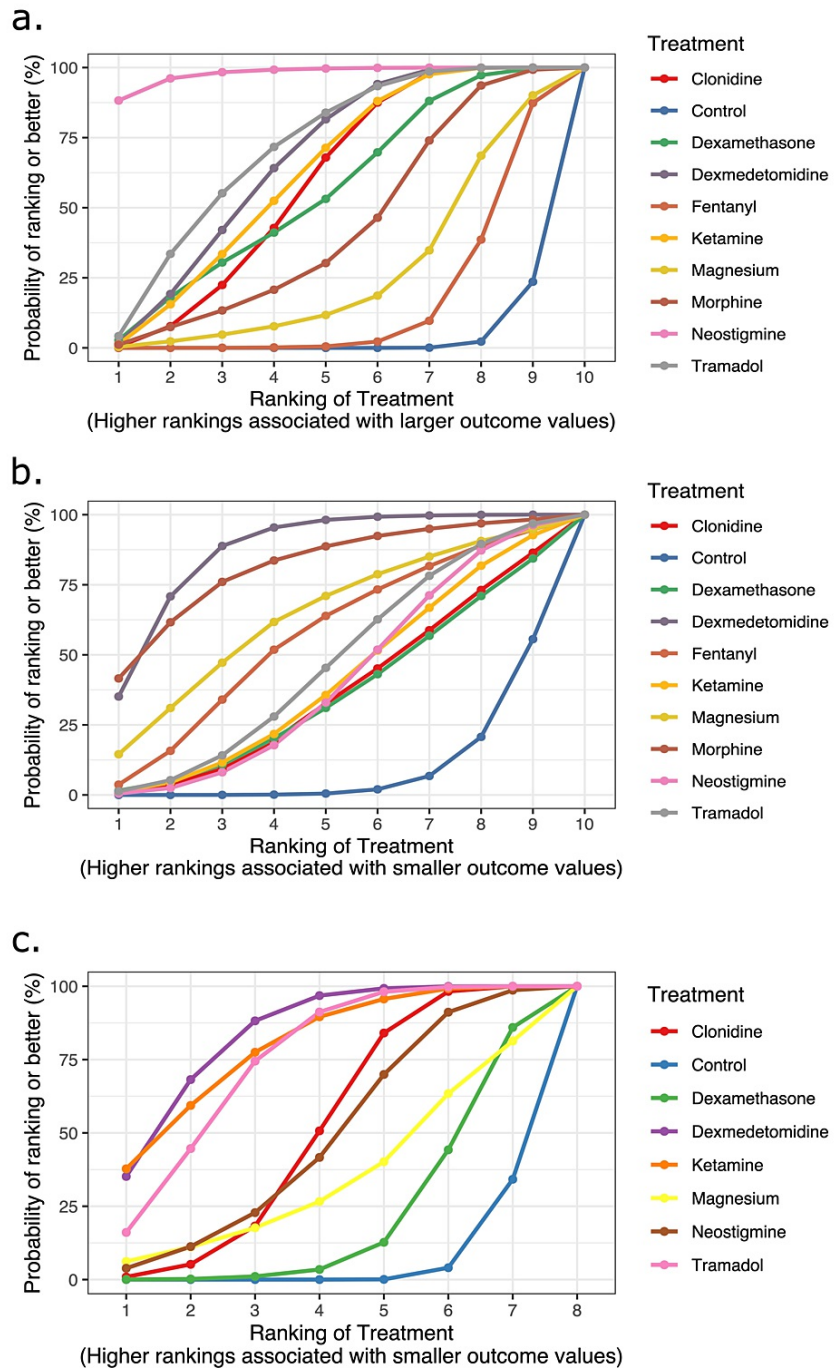 a.
Probability of ranking or better (%)
100
75
50
25
0
1 2 3 4 5 6 7 8 9 10
Ranking of Treatment
(Higher rankings associated with larger outcome values)
Treatment
Clonidine
Control
Dexamethasone
Dexmedetomidine
Fentanyl
Ketamine
Magnesium
Morphine
Neostigmine
Tramadol
b.
Probability of ranking or better (%)
100
75
50
25
0
1 2 3 4 5 6 7 8 9 10
Ranking of Treatment
(Higher rankings associated with smaller outcome values)
Treatment
Clonidine
Control
Dexamethasone
Dexmedetomidine
Fentanyl
Ketamine
Magnesium
Morphine
Neostigmine
Tramadol
c.
Probability of ranking or better (%)
100
75
50
25
0
1 2 3 4 5 6 7 8
Ranking of Treatment
(Higher rankings associated with smaller outcome values)
Treatment
Clonidine
Control
Dexamethasone
Dexmedetomidine
Ketamine
Magnesium
Neostigmine
Tramadol